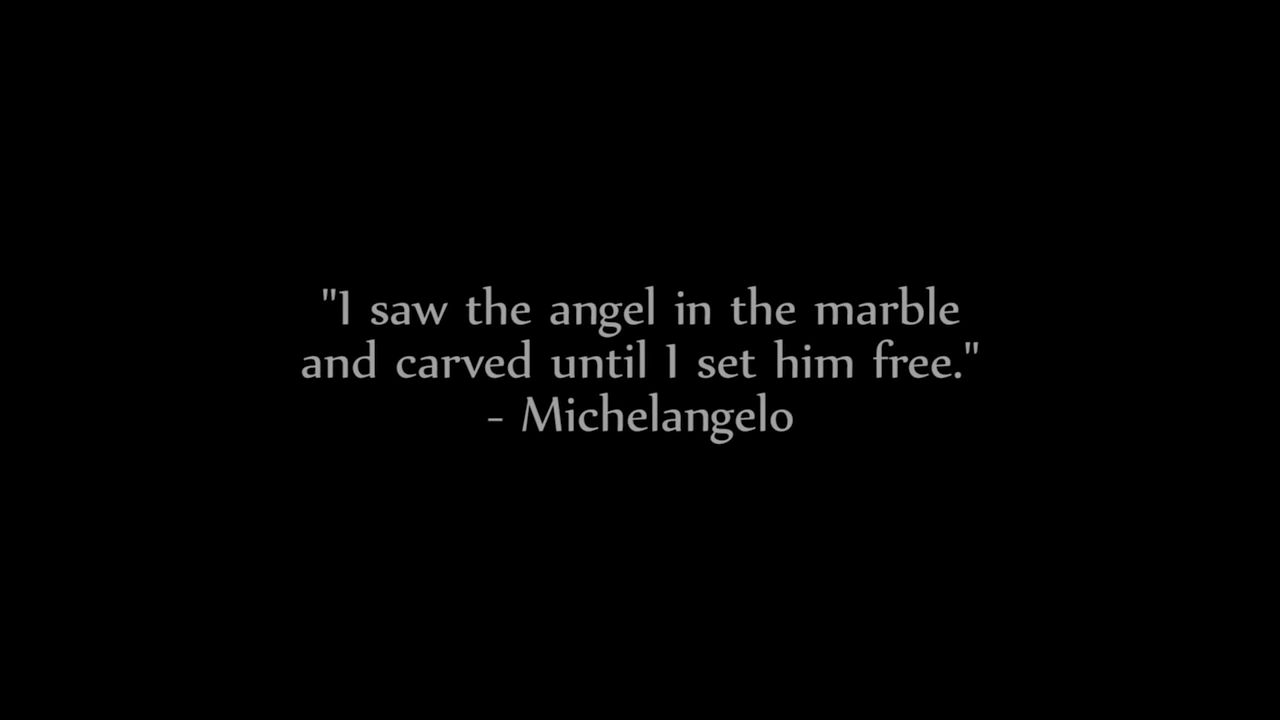 "I saw the angel in the marble
and carved until I set him free."
- Michelangelo